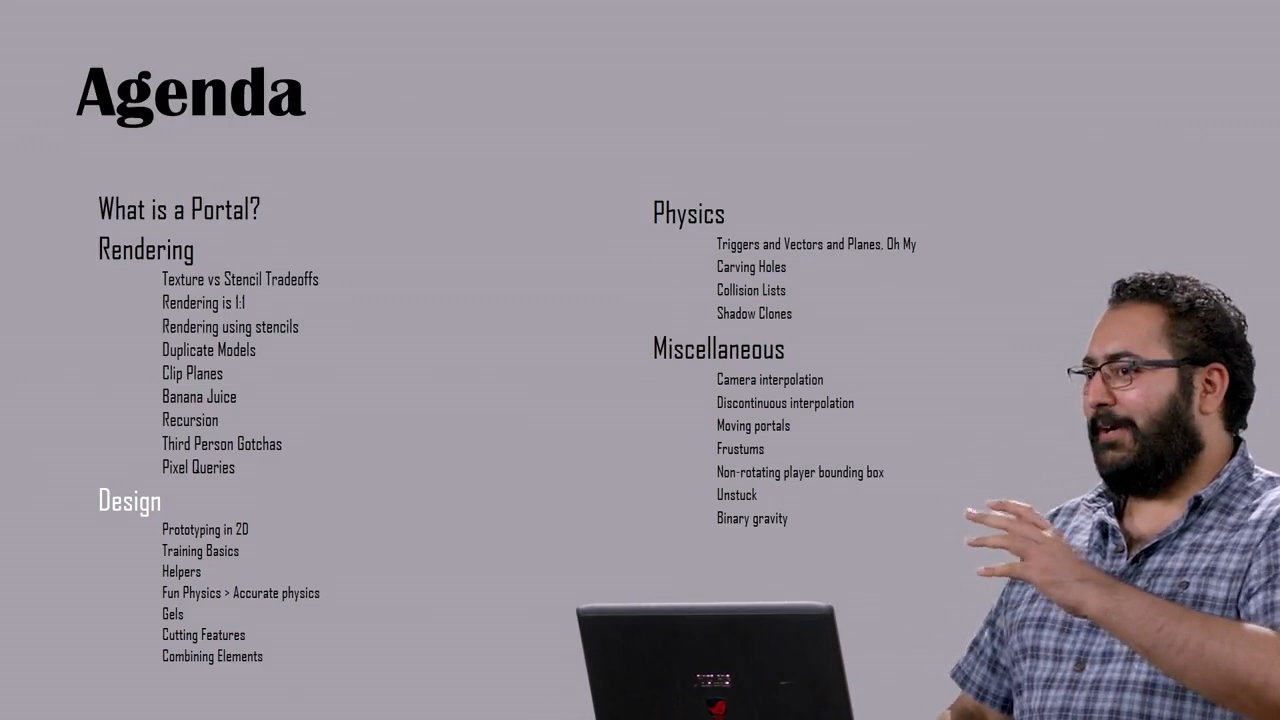 Agenda
What is a Portal?
Rendering
Texture vs Stencil Tradeoffs
Rendering is 1:1
Rendering using stencils
Duplicate Models
Clip Planes
Banana Juice
Recursion
Third Person Gotchas
Pixel Queries
Design
Prototyping in 2D
Training Basics
Helpers
Fun Physics > Accurate physics
Gels
Cutting Features
Combining Elements
Physics
Triggers and Vectors and Planes, Oh My
Carving Holes
Collision Lists
Shadow Clones
Miscellaneous
Camera interpolation
Discontinuous interpolation
Moving portals
Frustums
Non-rotating player bounding box
Unstuck
Binary gravity